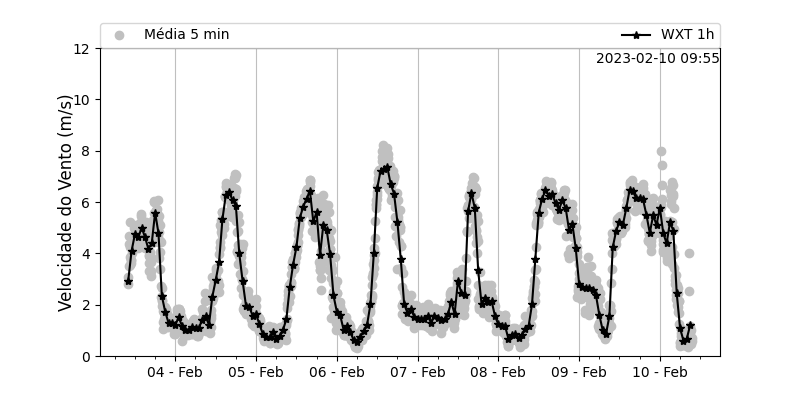 Média 5 min
WXT 1h
2023-02-10 09:55
Velocidade do Vento (m/s)
12
10
8
6
4
2
0
04 - Feb
05 - Feb
06 - Feb
07 - Feb
08 - Feb
09 - Feb
10 - Feb